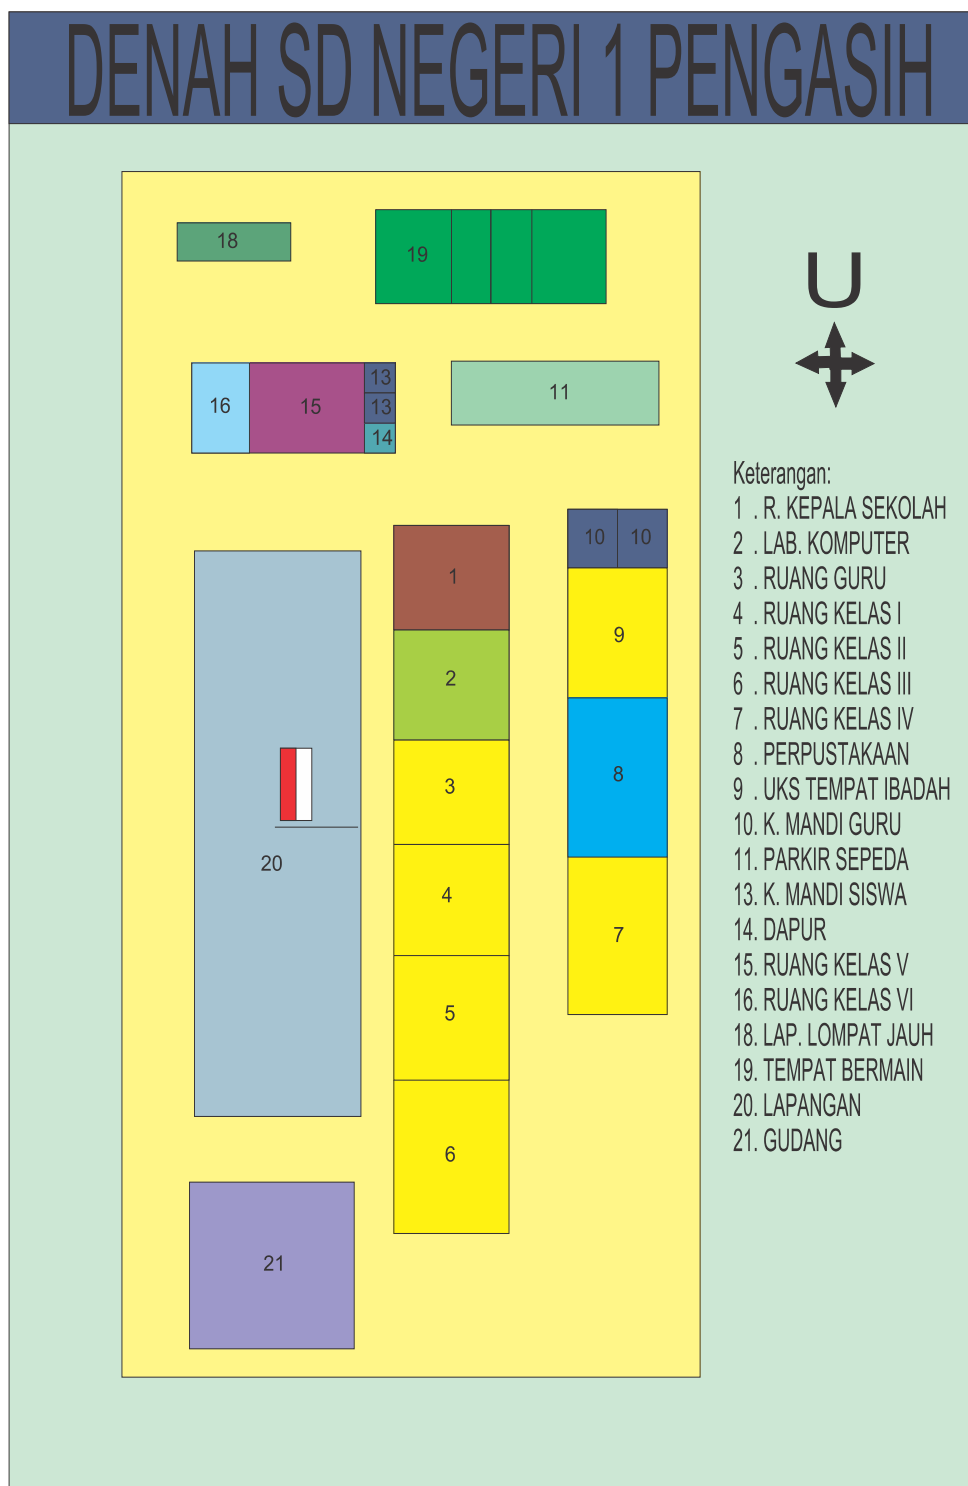 DENAH SD NEGERI 1 PENGASIH
18
19
U
16
15
13
13
14
11
Keterangan:
1 . R. KEPALA SEKOLAH
2 . LAB. KOMPUTER
3 . RUANG GURU
4 . RUANG KELAS I
5 . RUANG KELAS II
6 . RUANG KELAS III
7 . RUANG KELAS IV
8 . PERPUSTAKAAN
9 . UKS TEMPAT IBADAH
10. K. MANDI GURU
11. PARKIR SEPEDA
13. K. MANDI SISWA
14. DAPUR
15. RUANG KELAS V
16. RUANG KELAS VI
18. LAP. LOMPAT JAUH
19. TEMPAT BERMAIN
20. LAPANGAN
21. GUDANG
10 10
1
9
2
8
3
20
4
7
5
6
21